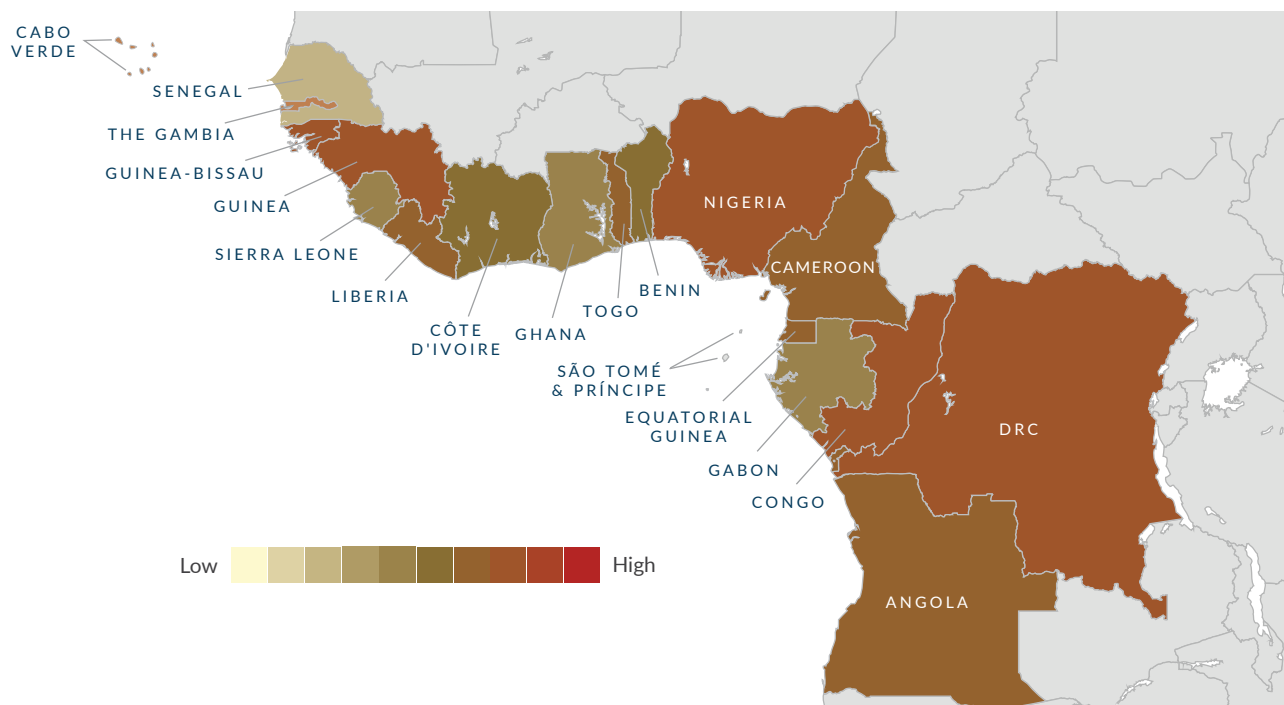 CABO
VERDE
SENEGAL
THE GAMBIA
GUINEA-BISSAU
GUINEA
SIERRA LEONE
LIBERIA
CÔTE
D'IVOIRE
GHANA
TOGO
BENIN
NIGERIA
CAMEROON
SÃO TOMÉ
& PRÍNCIPE
EQUATORIAL
GUINEA
GABON
CONGO
DRC
ANGOLA
Low
High